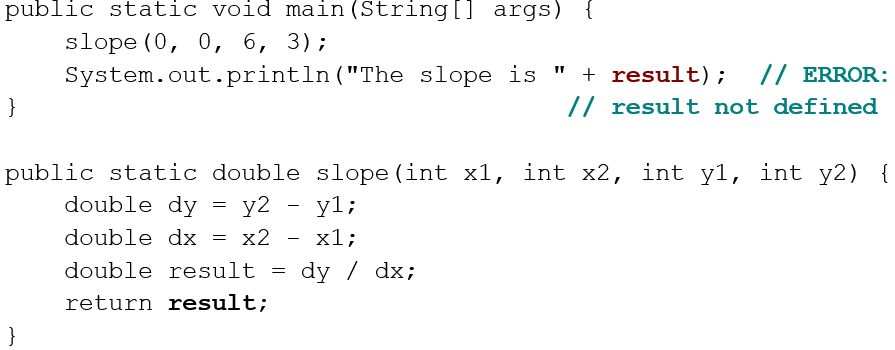 public static void main(String[] args) {
    slope(0, 0, 6, 3);
    System.out.println("The slope is " + result);  // ERROR:
}                                     // result not defined

public static double slope(int x1, int x2, int y1, int y2) {
    double dy = y2 - y1;
    double dx = x2 - x1;
    double result = dy / dx;
    return result;
}